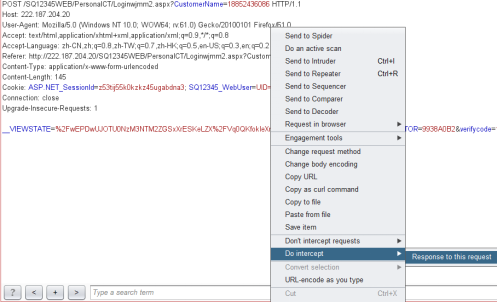 POST /SQ12345WEB/PersonalCT/Loginwjmm2.aspx?CustomerName=18852436086 HTTP/1.1
Host: 222.187.204.20
User-Agent: Mozilla/5.0 (Windows NT 10.0; WOW64; rv:61.0) Gecko/20100101 Firefox/61.0
Accept: text/html,application/xhtml+xml,application/xml;q=0.9,*/*;q=0.8
Accept-Language: zh-CN,zh;q=0.8,zh-TW;q=0.7,zh-HK;q=0.5,en-US;q=0.3,en;q=0.2
Referer: http://222.187.204.20/SQ12345WEB/PersonalCT/Loginwjmm2.aspx?Custom
Content-Type: application/x-www-form-urlencoded
Content-Length: 145
Cookie: ASP.NET_SessionId=z53tij55k0kzkz45ugabdna3; SQ12345_WebUser=UID=
Connection: close
Upgrade-Insecure-Requests: 1
TOR=9938A0B2&verifycode=
Send to Spider
Do an active scan
Send to Intruder Ctrl+I
Send to Repeater Ctrl+R
Send to Sequencer
Send to Comparer
Send to Decoder
Request in browser
Engagement tools
Change request method
Change body encoding
Copy URL
Copy as curl command
Copy to file
Paste from file
Save item
Don't intercept requests
Do intercept
Response to this request
Convert selection
URL-encode as you type
Cut Ctrl+X
? < + > Type a search term